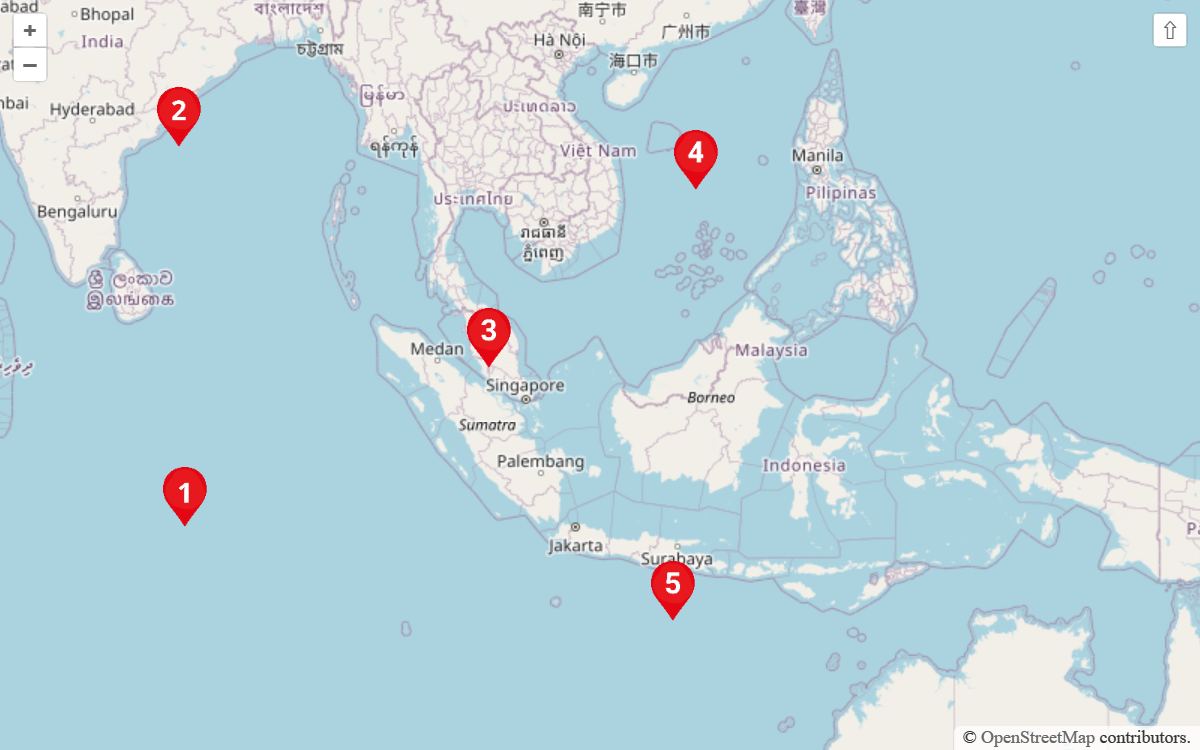 abad
Bhopal
বাংলাদেশ
India
চট্টগ্রাম
Hà Nội
南宁市
广州市
臺灣
海口市
nbai
Hyderabad
မြန်မာ
ປະເທດລາວ
ရန်ကုန်
Việt Nam
Manila
Pilipinas
Bengaluru
ประเทศไทย
රාජධානී
ភ្នំពេញ
ශ්‍රී ලංකාව
இலங்கை
Medan
Singapore
Malaysia
Sumatra
Borneo
Palembang
Indonesia
Jakarta
Surabaya
Pa
1
2
3
4
5
+
−
⇧
© OpenStreetMap contributors.